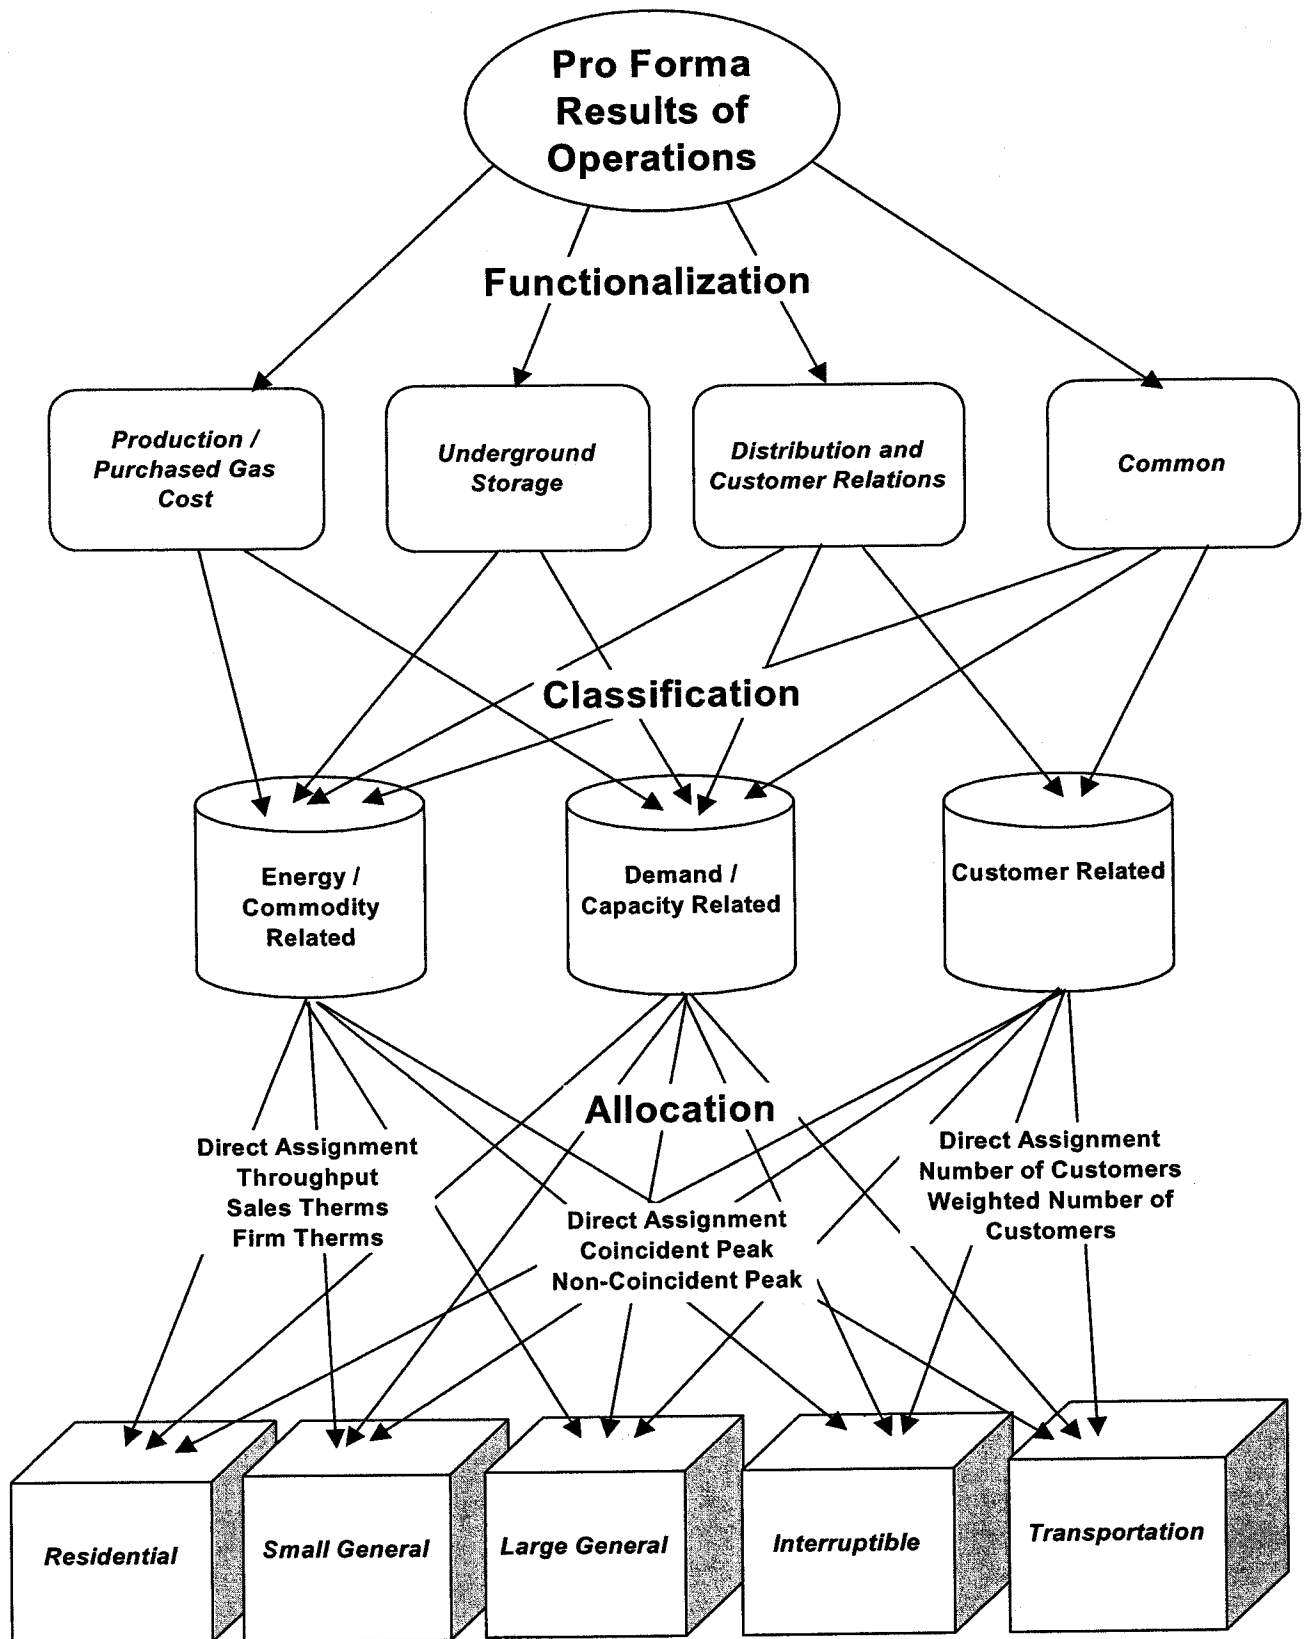 Pro Forma
Results of
Operations
Functionalization
Production /
Purchased Gas
Cost
Underground
Storage
Distribution and
Customer Relations
Common
Classification
Energy /
Commodity
Related
Demand /
Capacity Related
Customer Related
Allocation
Direct Assignment
Throughput
Sales Therms
Firm Therms
Direct Assignment
Coincident Peak
Non-Coincident Peak
Direct Assignment
Number of Customers
Weighted Number of
Customers
Residential
Small General
Large General
Interruptible
Transportation